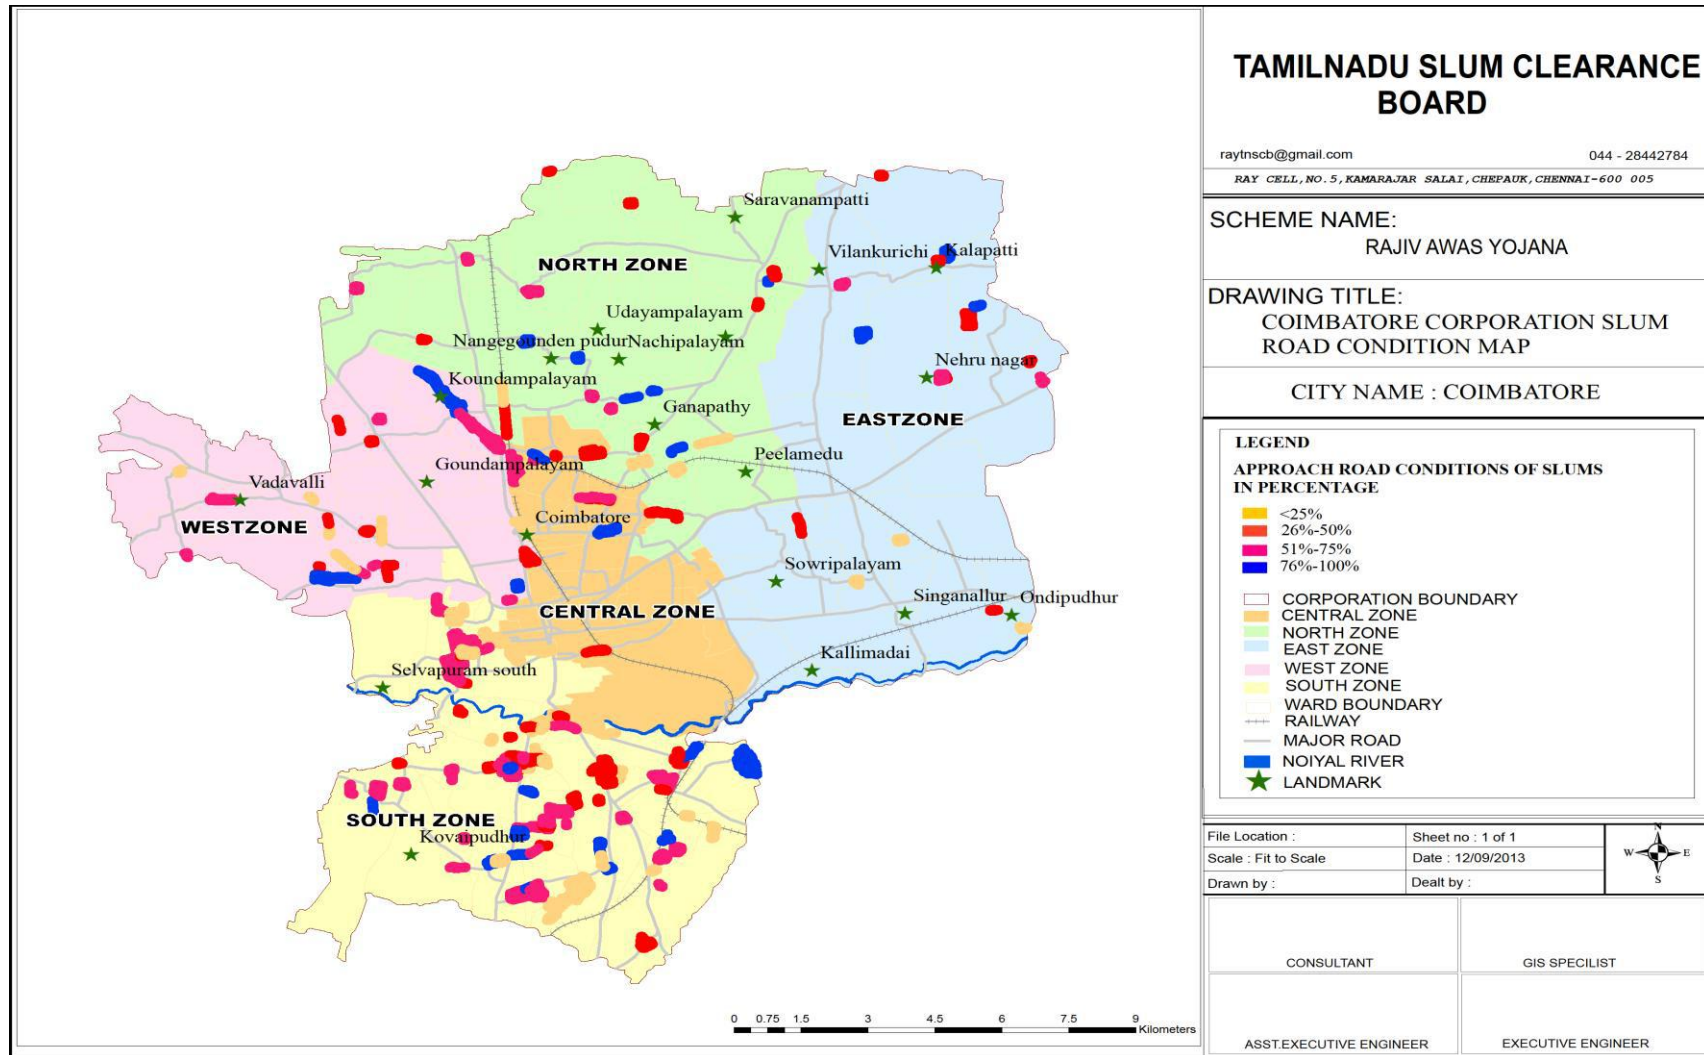 TAMILNADU SLUM CLEARANCE
BOARD
raytnscb@gmail.com 044 - 28442784
RAY CELL,NO.5,KAMARAJAR SALAI,CHEPAUK,CHENNAI-600 005
SCHEME NAME:
RAJIV AWAS YOJANA
DRAWING TITLE:
COIMBATORE CORPORATION SLUM
ROAD CONDITION MAP
CITY NAME : COIMBATORE
LEGEND
APPROACH ROAD CONDITIONS OF SLUMS
IN PERCENTAGE
<25%
26%-50%
51%-75%
76%-100%
CORPORATION BOUNDARY
CENTRAL ZONE
NORTH ZONE
EAST ZONE
WEST ZONE
SOUTH ZONE
WARD BOUNDARY
RAILWAY
MAJOR ROAD
NOIYAL RIVER
LANDMARK
File Location : Sheet no : 1 of 1
Scale : Fit to Scale Date : 12/09/2013
Drawn by : Dealt by :
N
W E
S
CONSULTANT GIS SPECILIST
ASST.EXECUTIVE ENGINEER EXECUTIVE ENGINEER
Saravanampatti
Vilankurichi Kalapatti
NORTH ZONE
Udayampalayam
Nangegounden pudur Nachipalayam
Nehru nagar
Koundampalayam
Ganapathy
EASTZONE
Goundampalayam
Peelamedu
Vadavalli
WESTZONE
Coimbatore
Sowripalayam
Singanallur Ondipudhur
CENTRAL ZONE
Kallimadai
Selvapuram south
SOUTH ZONE
Kovaipudhur
0 0.75 1.5 3 4.5 6 7.5 9
Kilometers